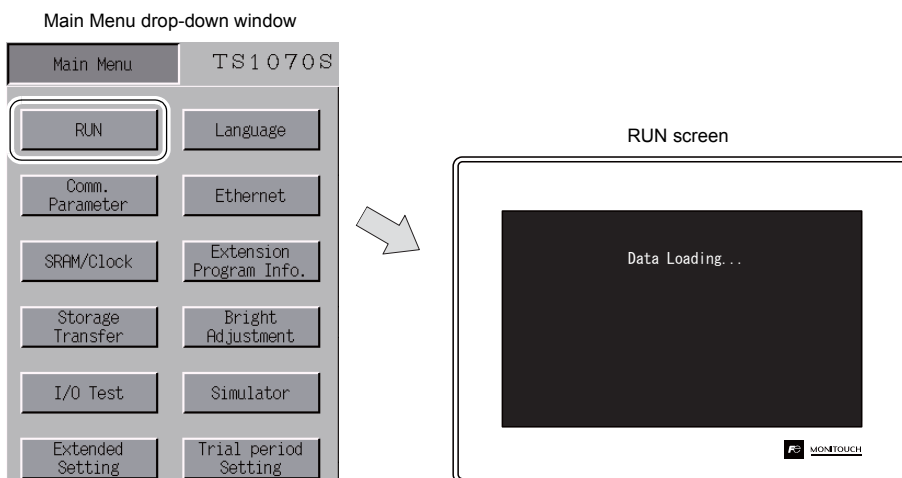 Main Menu drop-down window
Main Menu
TS1070S
RUN
Language
Comm.
Parameter
Ethernet
SRAM/Clock
Extension
Program Info.
Storage
Transfer
Bright
Adjustment
I/O Test
Simulator
Extended
Setting
Trial period
Setting
RUN screen
Data Loading...
Fe MONITOUCH